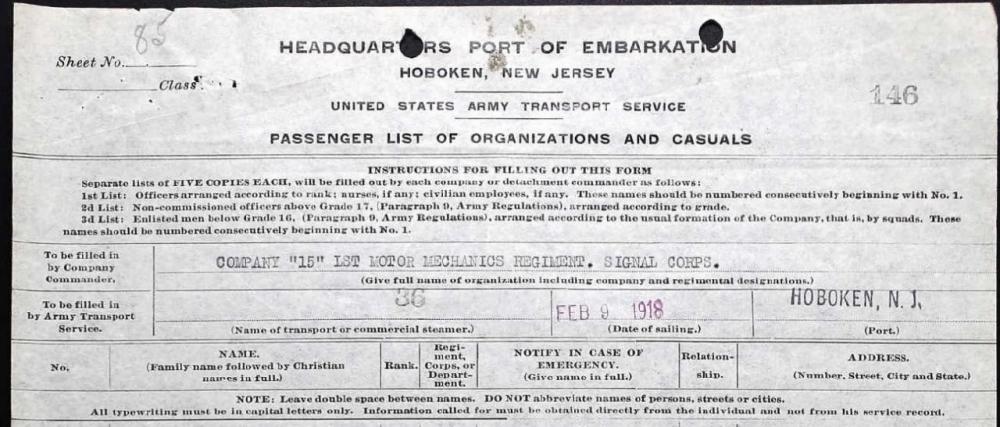 85
Sheet No.
Class
HEADQUARTERS PORT OF EMBARKATION
HOBOKEN, NEW JERSEY
146
UNITED STATES ARMY TRANSPORT SERVICE
PASSENGER LIST OF ORGANIZATIONS AND CASUALS
INSTRUCTIONS FOR FILLING OUT THIS FORM
Separate lists of FIVE COPIES EACH, will be filled out by each company or detachment commander as follows:
1st List: Officers arranged according to rank; nurses, if any; civilian employees, if any. These names should be numbered consecutively beginning with No. 1.
2d List: Non-commissioned officers above Grade 17, (Paragraph 9, Army Regulations), arranged according to grade.
3d List: Enlisted men below Grade 16, (Paragraph 9, Army Regulations), arranged according to the usual formation of the Company, that is, by squads. These
names should be numbered consecutively beginning with No. 1.
To be filled in
by Company
Commander.
COMPANY "15" 1ST MOTOR MECHANICS REGIMENT. SIGNAL CORPS.
(Give full name of organization including company and regimental designations.)
To be filled in
by Army Transport
Service.
36
(Name of transport or commercial steamer.)
FEB 9 1918
(Date of sailing.)
HOBOKEN, N. J.
(Port.)
No.
NAME.
(Family name followed by Christian
names in full.)
Rank.
Regi-
ment,
Corps, or
Depart-
ment.
NOTIFY IN CASE OF
EMERGENCY.
(Give name in full.)
Relation-
ship.
ADDRESS.
(Number, Street, City and State.)
NOTE: Leave double space between names. DO NOT abbreviate names of persons, streets or cities.
All typewriting must be in capital letters only. Information called for must be obtained directly from the individual and not from his service record.